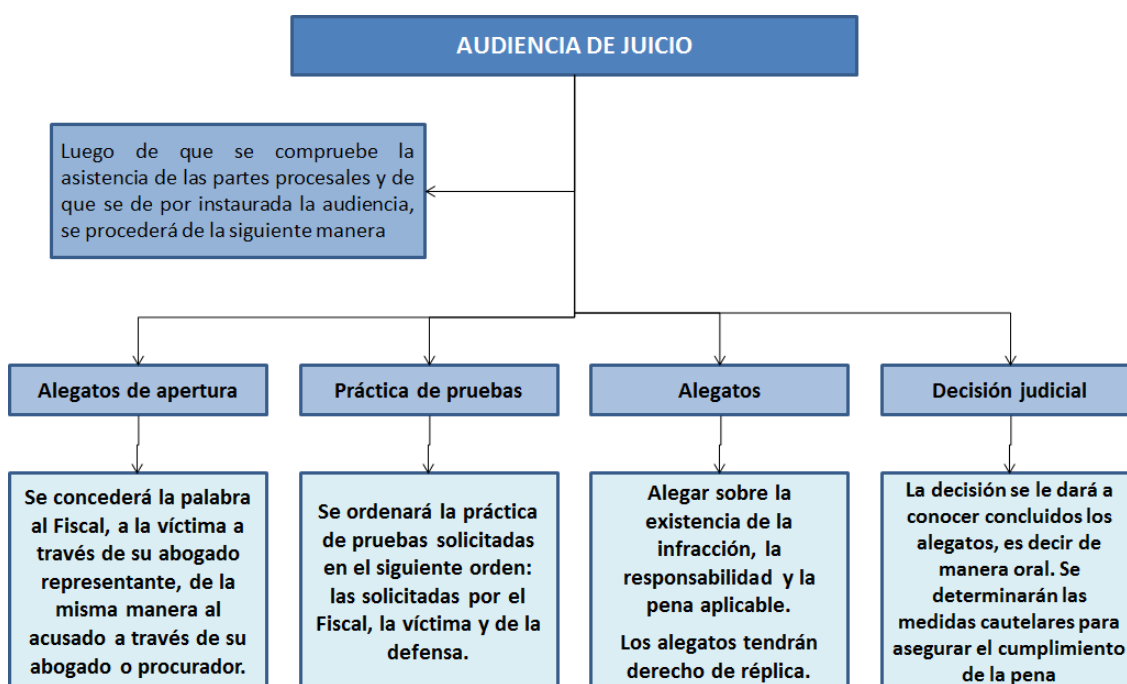 AUDIENCIA DE JUICIO
Luego de que se compruebe la
asistencia de las partes procesales y de
que se de por instaurada la audiencia,
se procederá de la siguiente manera
Alegatos de apertura
Práctica de pruebas
Alegatos
Decisión judicial
Se concederá la palabra
al Fiscal, a la víctima a
través de su abogado
representante, de la
misma manera al
acusado a través de su
abogado o procurador.
Se ordenará la práctica
de pruebas solicitadas
en el siguiente orden:
las solicitadas por el
Fiscal, la víctima y de la
defensa.
Alegar sobre la
existencia de la
infracción, la
responsabilidad y la
pena aplicable.
Los alegatos tendrán
derecho de réplica.
La decisión se le dará a
conocer concluidos los
alegatos, es decir de
manera oral. Se
determinarán las
medidas cautelares para
asegurar el cumplimiento
de la pena